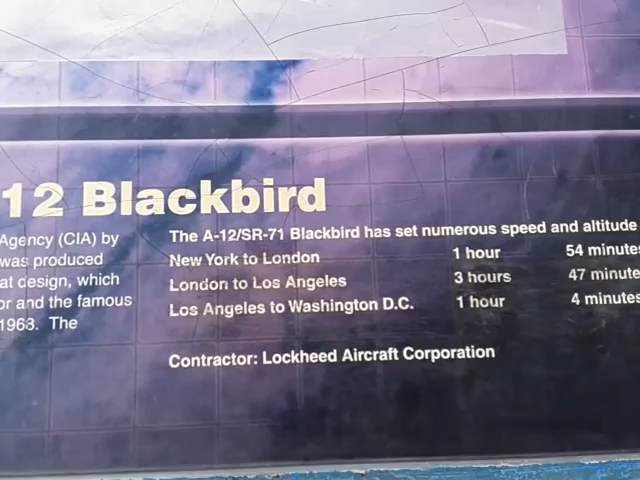 12 Blackbird
Agency (CIA) by
was produced
at design, which
or and the famous
1963. The
The A-12/SR-71 Blackbird has set numerous speed and altitude
New York to London 1 hour 54 minutes
London to Los Angeles 3 hours 47 minutes
Los Angeles to Washington D.C. 1 hour 4 minutes
Contractor: Lockheed Aircraft Corporation